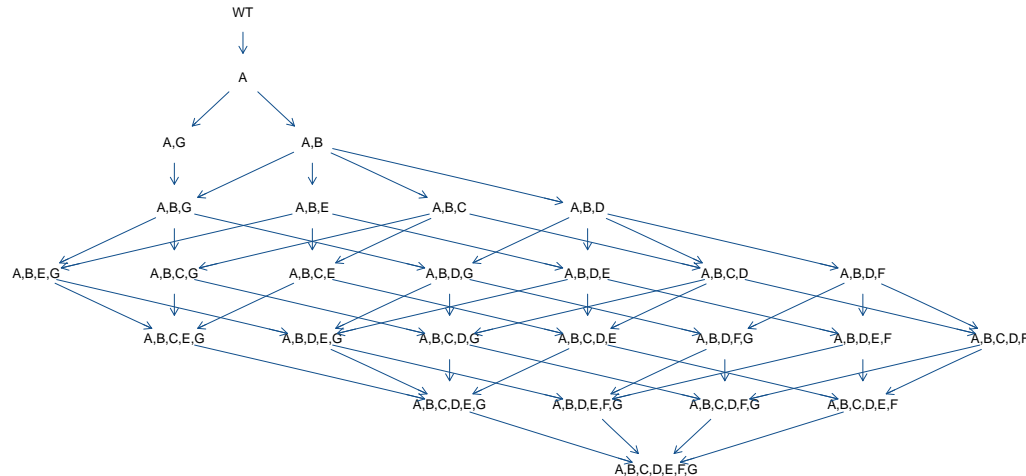 WT
A
A,G
A,B
A,B,G
A,B,E
A,B,C
A,B,D
A,B,E,G
A,B,C,G
A,B,C,E
A,B,D,G
A,B,D,E
A,B,C,D
A,B,D,F
A,B,C,E,G
A,B,D,E,G
A,B,C,D,G
A,B,C,D,E
A,B,D,F,G
A,B,D,E,F
A,B,C,D,F
A,B,C,D,E,G
A,B,D,E,F,G
A,B,C,D,F,G
A,B,C,D,E,F
A,B,C,D,E,F,G